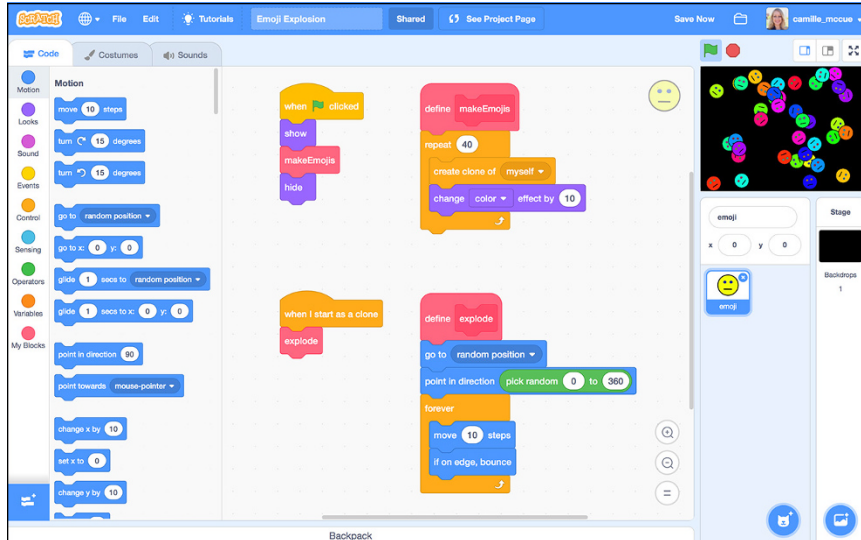 SCRATCH File Edit Tutorials Emoji Explosion Shared See Project Page Save Now camille_mccue
Code Costumes Sounds
Motion
Looks
Sound
Events
Control
Sensing
Operators
Variables
My Blocks
Motion
move 10 steps
turn 15 degrees
turn 15 degrees
go to random position
go to x: 0 y: 0
glide 1 secs to random position
glide 1 secs to x: 0 y: 0
point in direction 90
point towards mouse-pointer
change x by 10
set x to 0
change y by 10
when clicked
show
makeEmojis
hide
define makeEmojis
repeat 40
create clone of myself
change color effect by 10
when I start as a clone
explode
define explode
go to random position
point in direction pick random 0 to 360
forever
move 10 steps
if on edge, bounce
emoji
x 0 y 0
emoji
Stage
Backdrops
1
Backpack